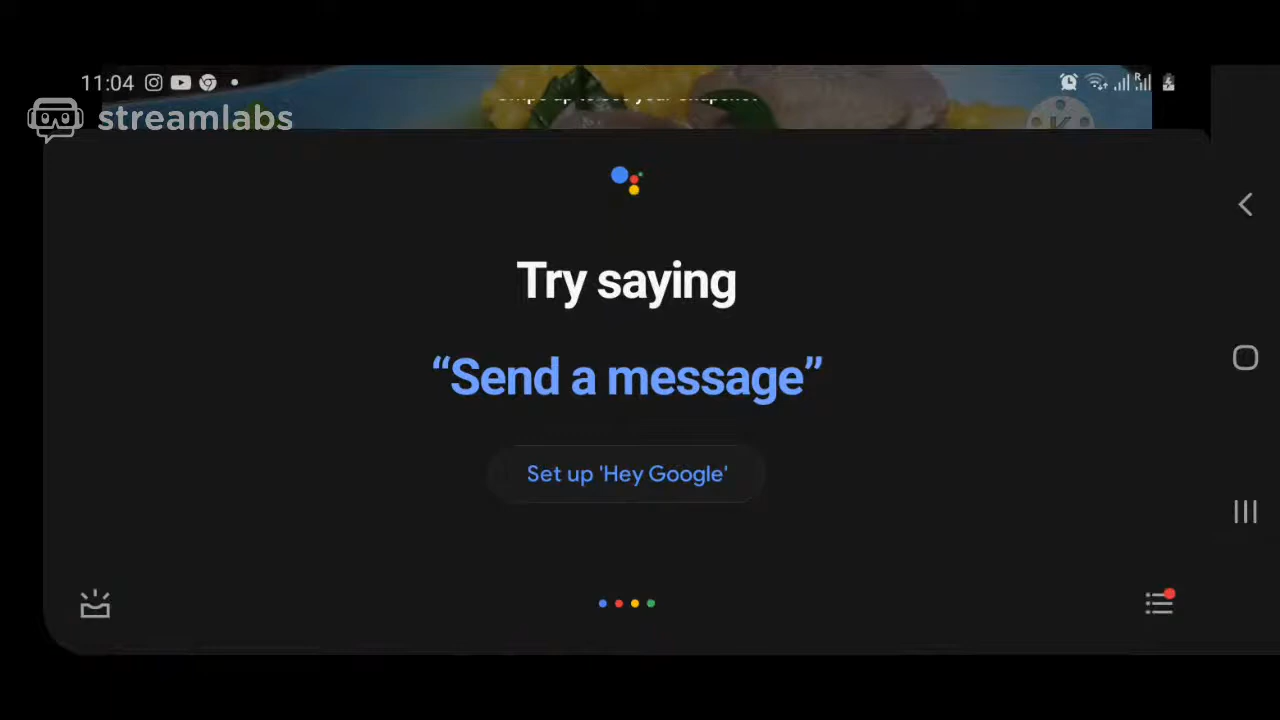 11:04
streamlabs
Try saying
“Send a message”
Set up 'Hey Google'